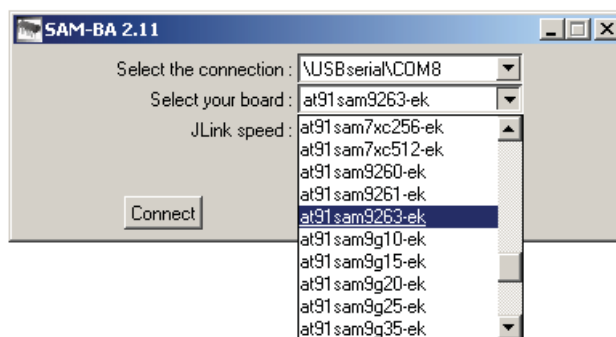 SAM-BA 2.11
Select the connection : \USBserial\COM8
Select your board : at91sam9263-ek
JLink speed : at91sam7xc256-ek
at91sam7xc512-ek
at91sam9260-ek
at91sam9261-ek
Connect at91sam9263-ek
at91sam9g10-ek
at91sam9g15-ek
at91sam9g20-ek
at91sam9g25-ek
at91sam9g35-ek